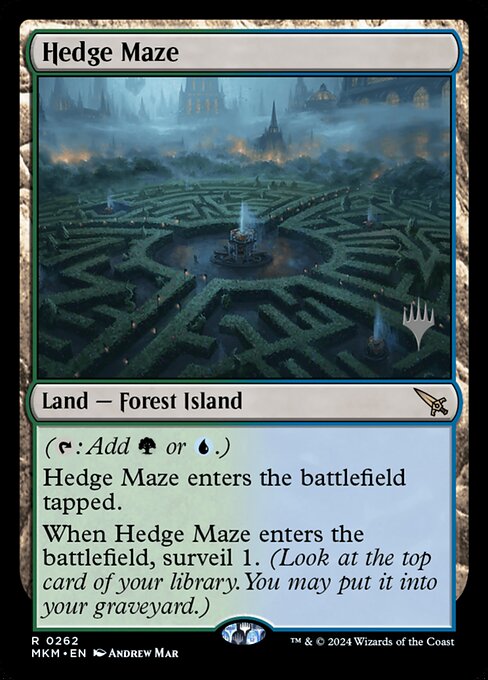 Hedge Maze
Land — Forest Island
(: Add or .)
Hedge Maze enters the battlefield
tapped.
When Hedge Maze enters the
battlefield, surveil 1. (Look at the top
card of your library. You may put it into
your graveyard.)
R 0262
MKM • EN Andrew Mar
™ & © 2024 Wizards of the Coast